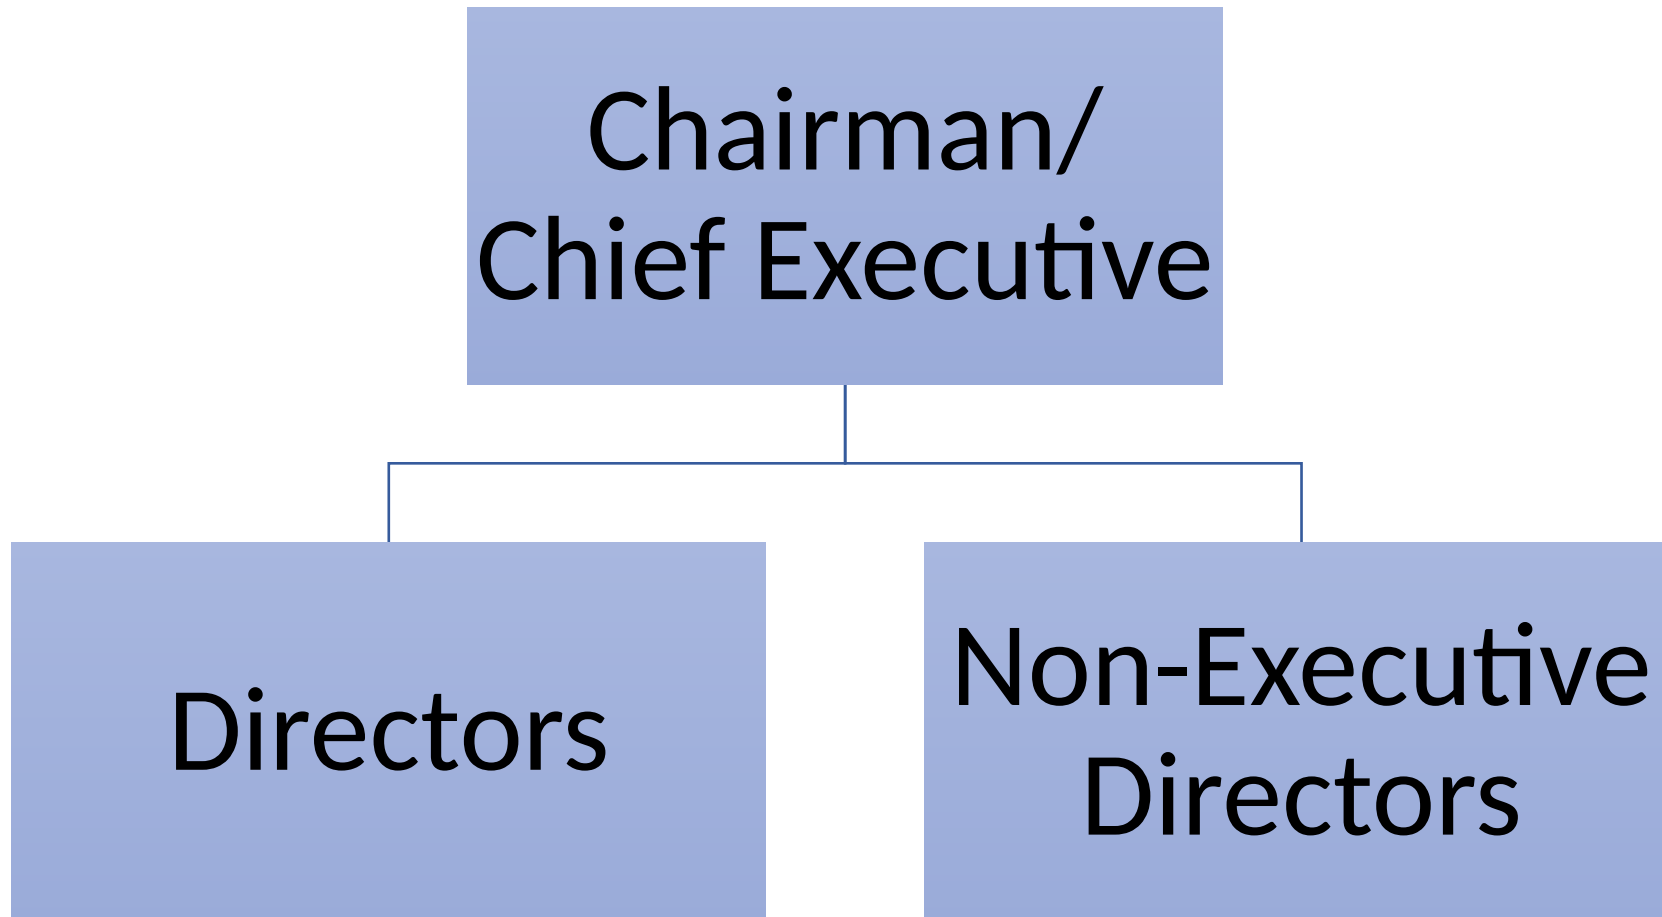 Chairman/
Chief Executive
Directors
Non-Executive
Directors